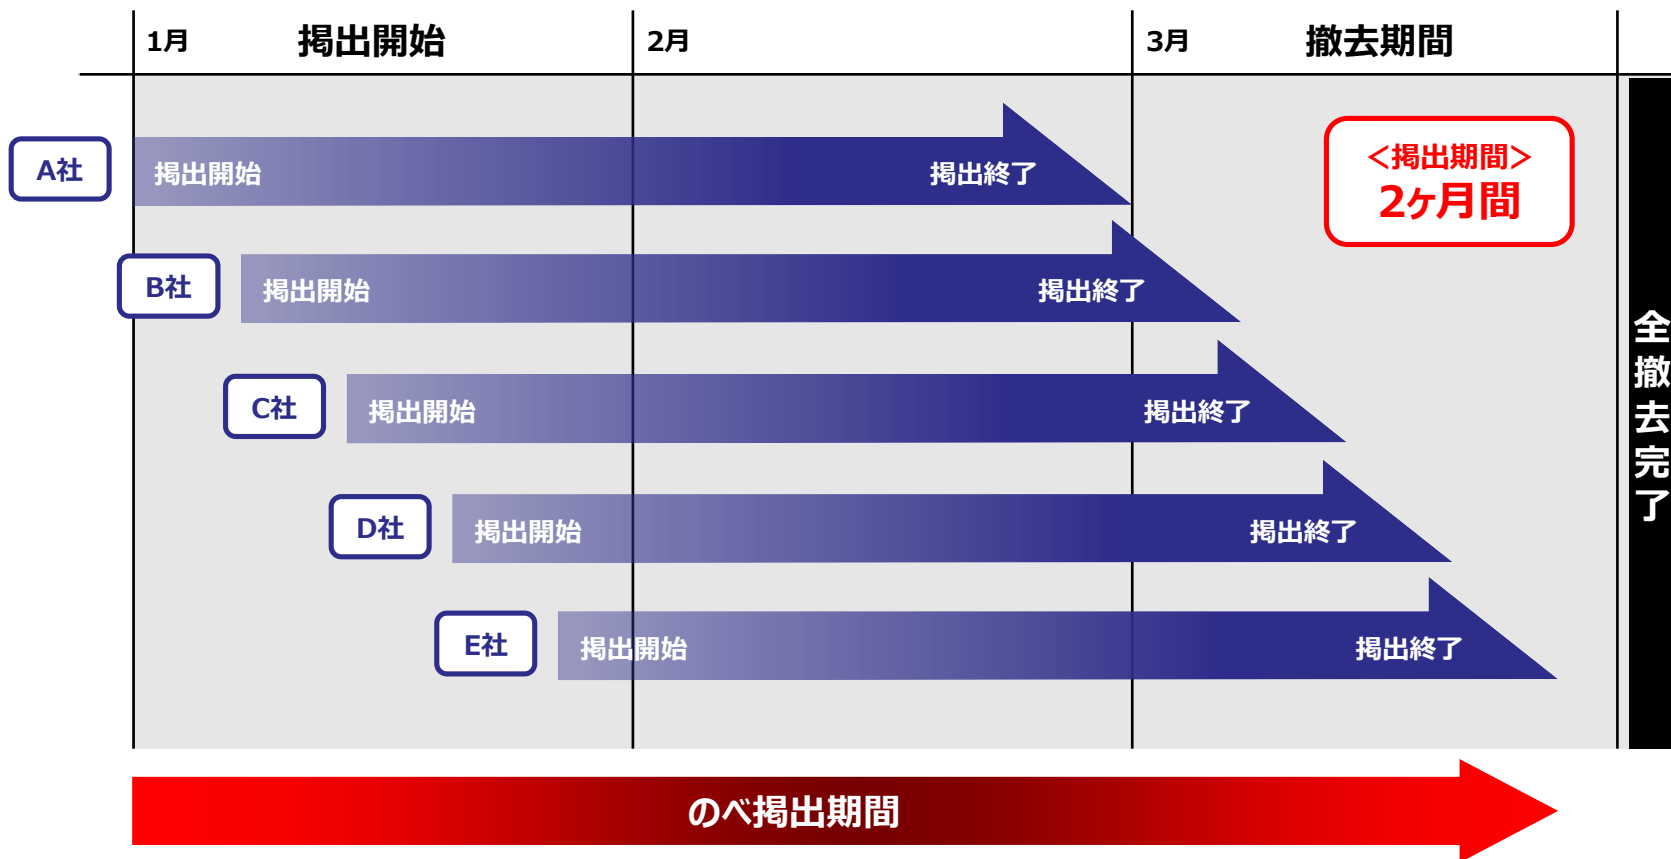 1月
掲出開始
2月
3月
撤去期間
A社
掲出開始
掲出終了
<掲出期間>
2ヶ月間
B社
掲出開始
掲出終了
C社
掲出開始
掲出終了
D社
掲出開始
掲出終了
E社
掲出開始
掲出終了
全撤去完了
のべ掲出期間